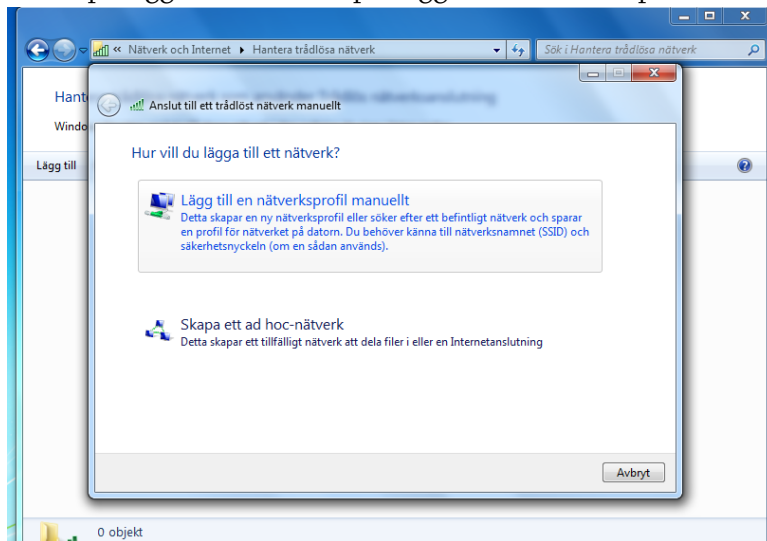 « Nätverk och Internet ▸ Hantera trådlösa nätverk
Sök i Hantera trådlösa nätverk
Anslut till ett trådlöst nätverk manuellt
Lägg till
Hur vill du lägga till ett nätverk?
Lägg till en nätverksprofil manuellt
Detta skapar en ny nätverksprofil eller söker efter ett befintligt nätverk och sparar
en profil för nätverket på datorn. Du behöver känna till nätverksnamnet (SSID) och
säkerhetsnyckeln (om en sådan används).
Skapa ett ad hoc-nätverk
Detta skapar ett tillfälligt nätverk att dela filer i eller en Internetanslutning
Avbryt
0 objekt